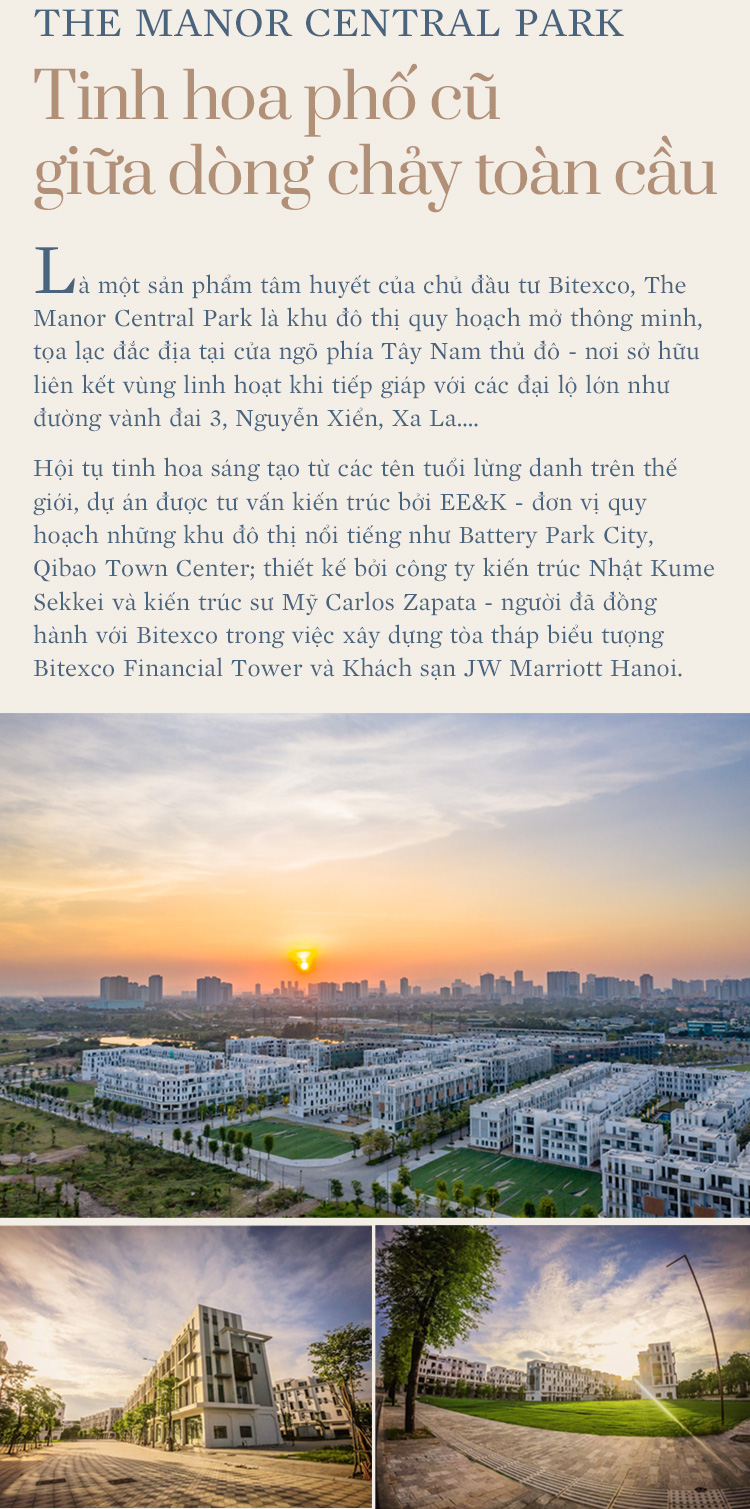 THE MANOR CENTRAL PARK
Tinh hoa phố cũ
giữa dòng chảy toàn cầu
Là một sản phẩm tâm huyết của chủ đầu tư Bitexco, The
Manor Central Park là khu đô thị quy hoạch mở thông minh,
tọa lạc đắc địa tại cửa ngõ phía Tây Nam thủ đô - nơi sở hữu
liên kết vùng linh hoạt khi tiếp giáp với các đại lộ lớn như
đường vành đai 3, Nguyễn Xiển, Xa La....
Hội tụ tinh hoa sáng tạo từ các tên tuổi lừng danh trên thế
giới, dự án được tư vấn kiến trúc bởi EE&K - đơn vị quy
hoạch những khu đô thị nổi tiếng như Battery Park City,
Qibao Town Center; thiết kế bởi công ty kiến trúc Nhật Kume
Sekkei và kiến trúc sư Mỹ Carlos Zapata - người đã đồng
hành với Bitexco trong việc xây dựng tòa tháp biểu tượng
Bitexco Financial Tower và Khách sạn JW Marriott Hanoi.